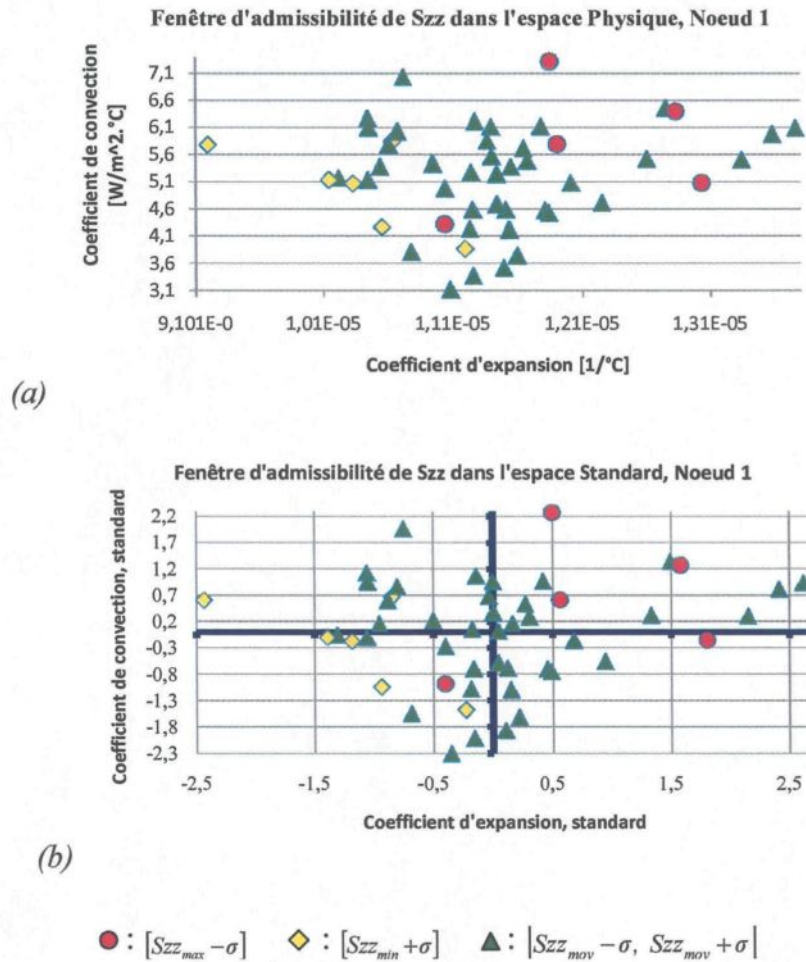 Fenêtre d'admissibilité de Szz dans l'espace Physique, Noeud 1
Coefficient de convection
[W/m^2.°C]
7,1
6,6
6,1
5,6
5,1
4,6
4,1
3,6
3,1
9,101E-0 1,01E-05 1,11E-05 1,21E-05 1,31E-05
Coefficient d'expansion [1/°C]
(a)
Fenêtre d'admissibilité de Szz dans l'espace Standard, Noeud 1
Coefficient de convection, standard
2,2
1,7
1,2
0,7
0,2
-0,3
-0,8
-1,3
-1,8
-2,3
-2,5 -1,5 -0,5 0,5 1,5 2,5
Coefficient d'expansion, standard
(b)
: [Szz_max − σ] : [Szz_min + σ] : |Szz_mov − σ, Szz_mov + σ|